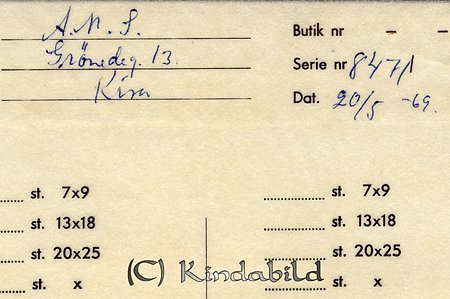 A.M.S.
Grönedeg. 13
Kisa
Butik nr - -
Serie nr 8471
Dat. 20/5 -69.
st. 7x9
st. 13x18
st. 20x25
st. x
st. 7x9
st. 13x18
st. 20x25
st. x
(C) Kindabild